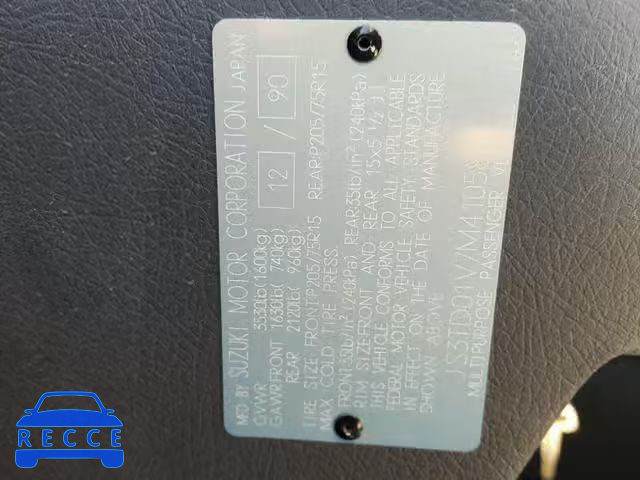 MFD BY SUZUKI MOTOR CORPORATION JAPAN
GVWR 3530lb(1600kg) 12 / 90
GAWR FRONT 1630lb( 740kg)
REAR 2120lb( 960kg)
TIRE SIZE FRONT P205/75R15 REAR P205/75R15
MAX COLD TIRE PRESS.
FRONT 35lb/in² (240kPa) REAR 35lb/in² (240kPa)
RIM SIZE FRONT AND REAR 15x5 1/2 JJ
THIS VEHICLE CONFORMS TO ALL APPLICABLE
FEDERAL MOTOR VEHICLE SAFETY STANDARDS
IN EFFECT ON THE DATE OF MANUFACTURE
SHOWN ABOVE
MULTI-PURPOSE PASSENGER
RECCE